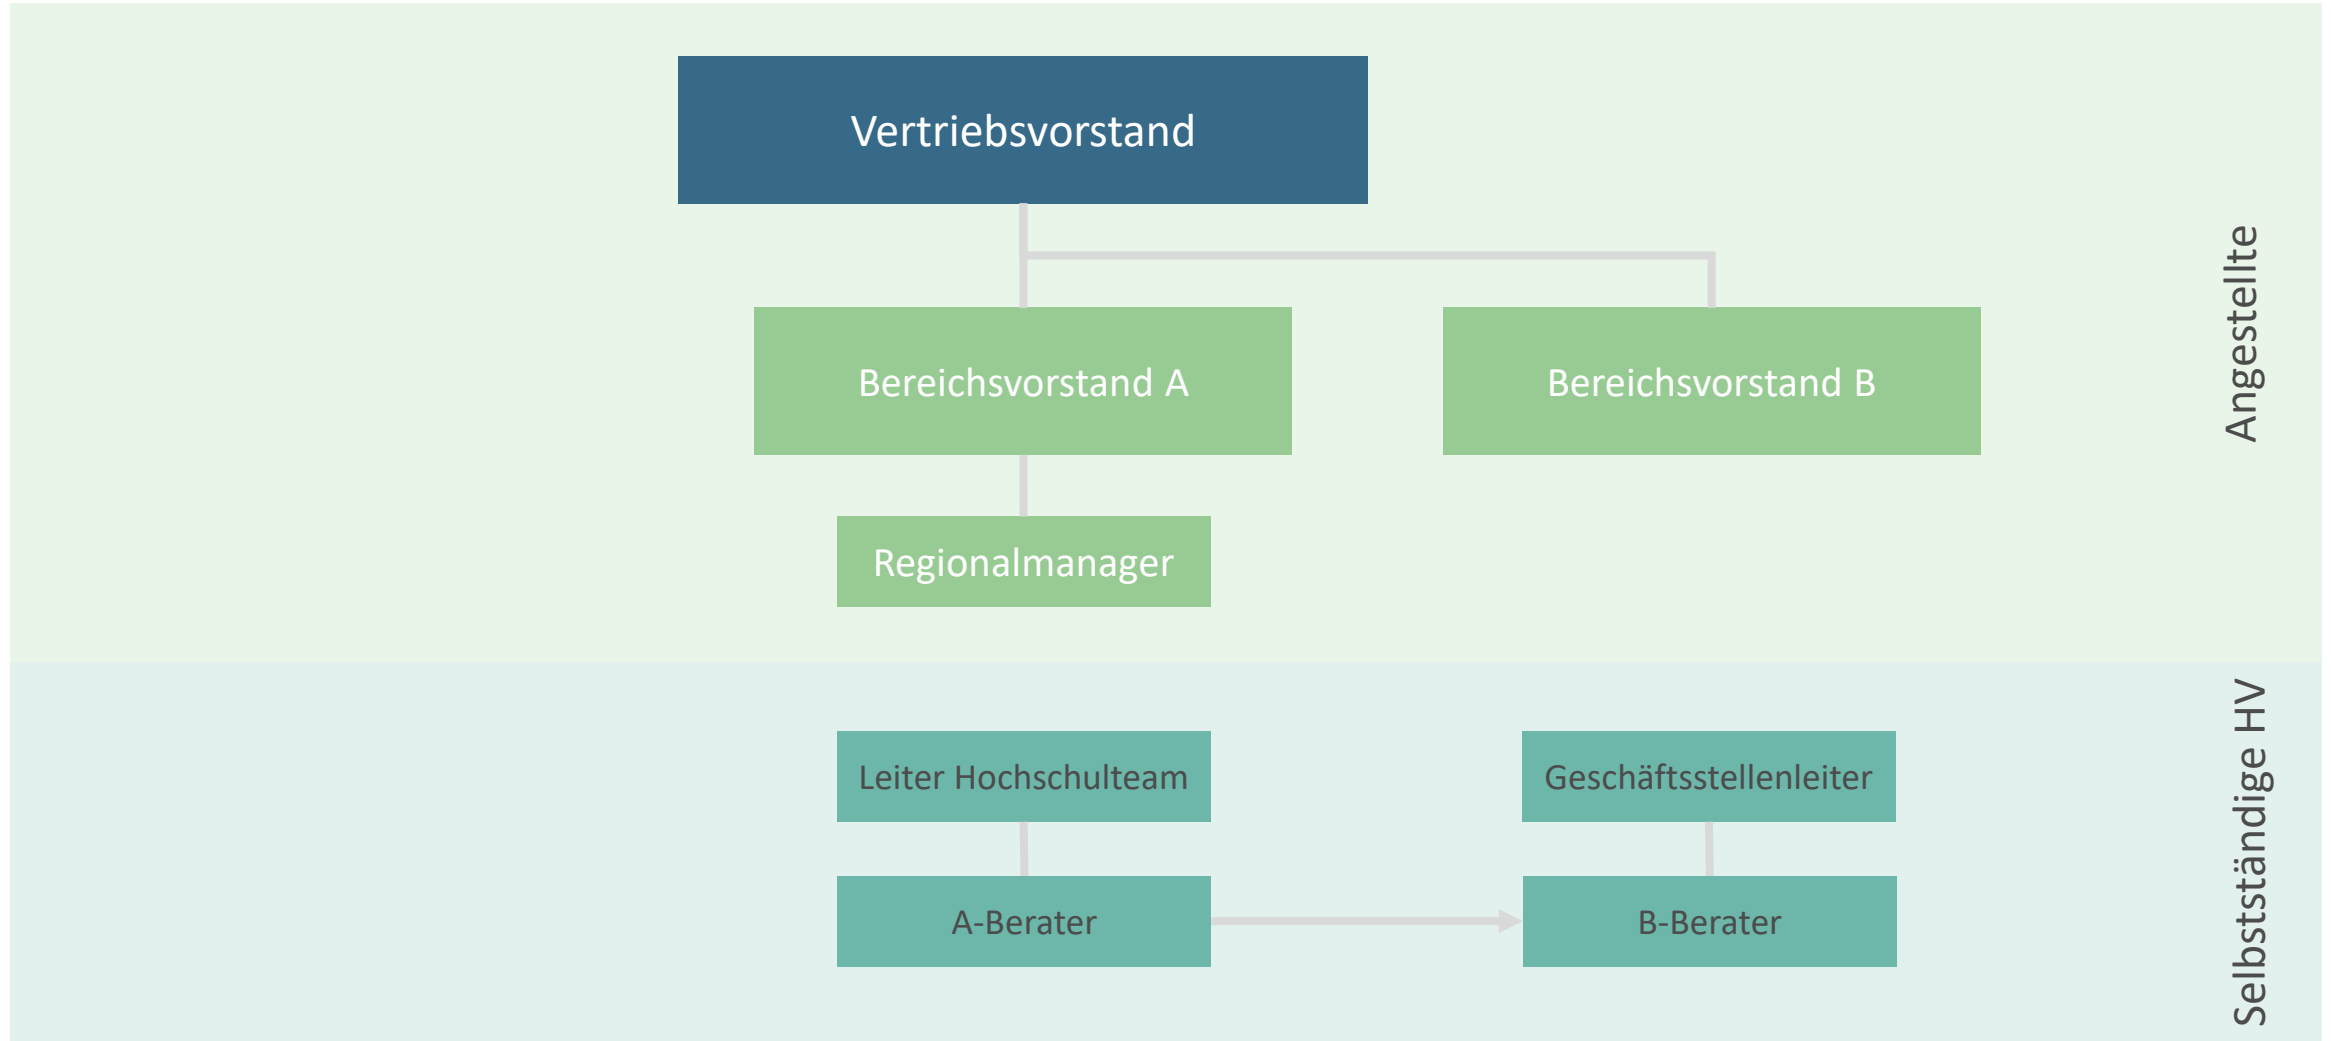 Vertriebsvorstand
Bereichsvorstand A
Bereichsvorstand B
Regionalmanager
Angestellte
Leiter Hochschulteam
Geschäftsstellenleiter
A-Berater
B-Berater
Selbstständige HV